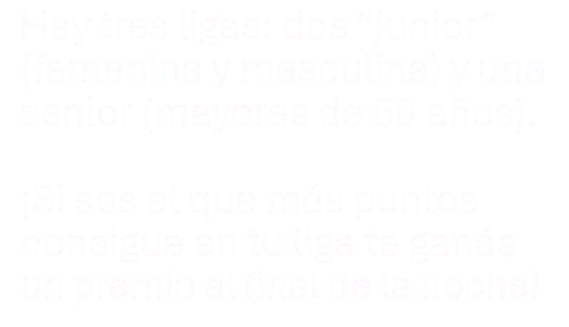 Hay tres ligas: dos “junior”
(femenina y masculina) y una
senior (mayores de 50 años).
¡Si sos el que más puntos
consigue en tu liga te ganás
un premio al final de la noche!